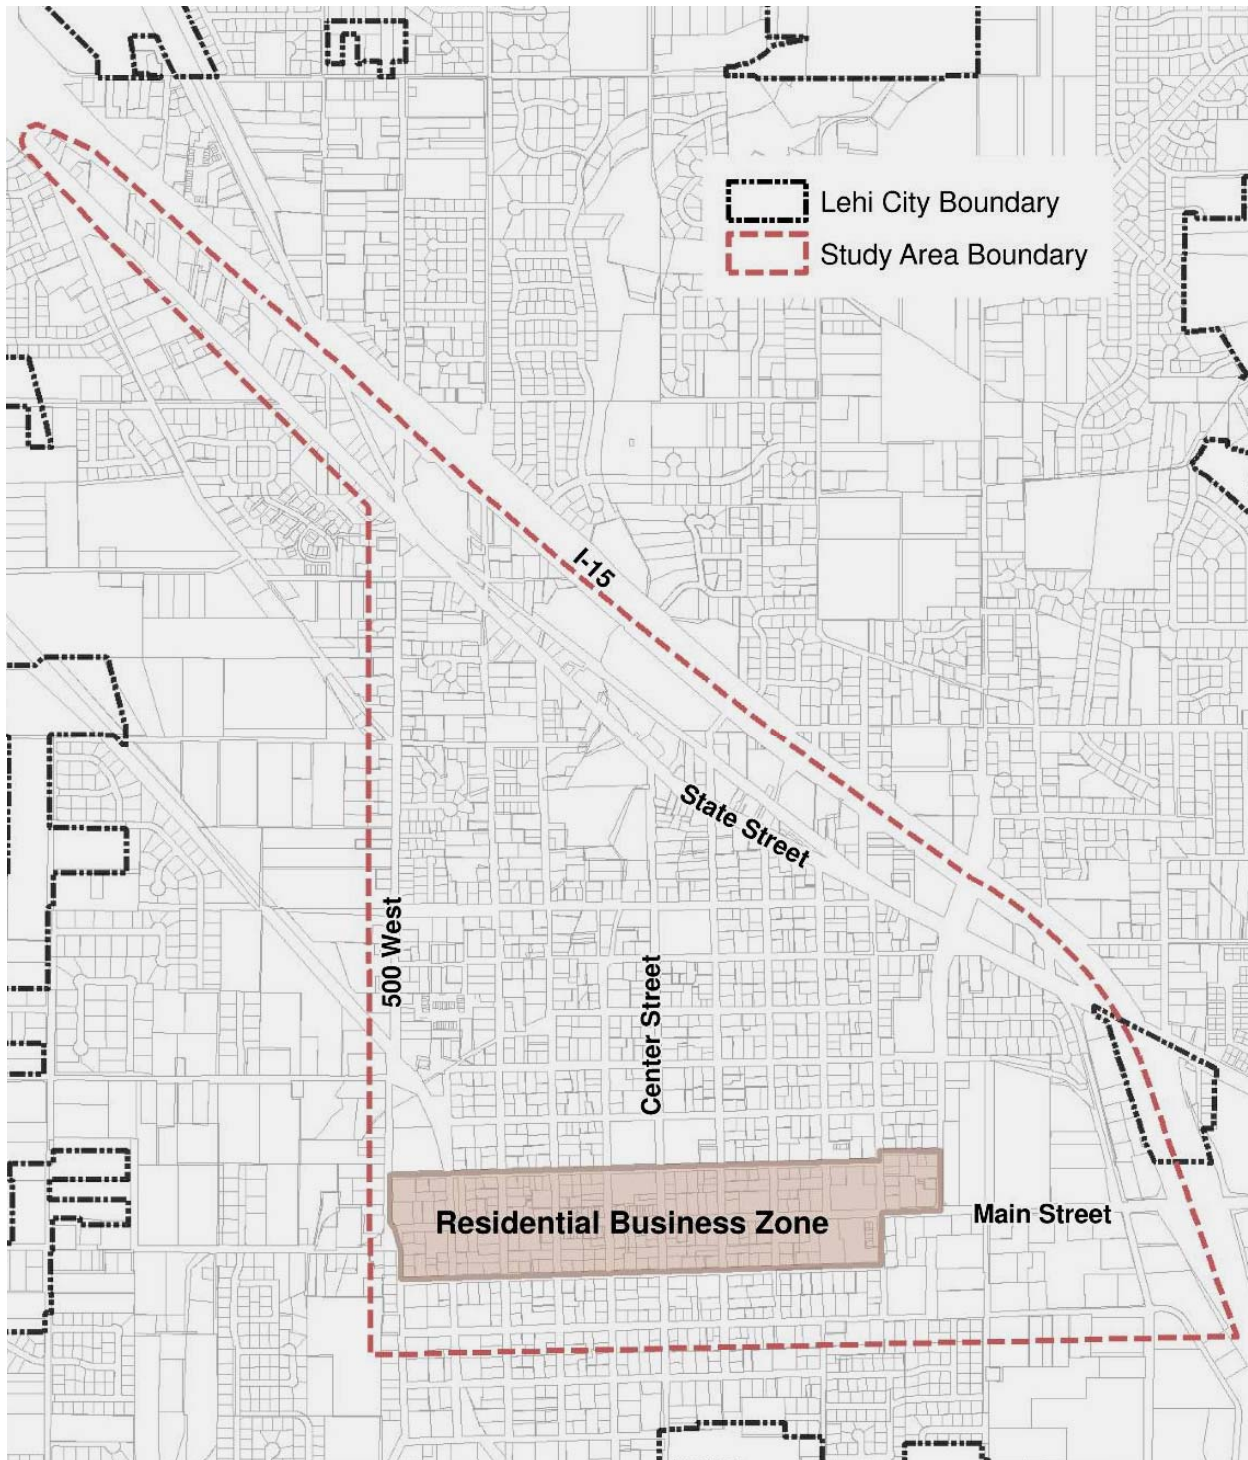 Lehi City Boundary
Study Area Boundary
I-15
State Street
500 West
Center Street
Main Street
Residential Business Zone